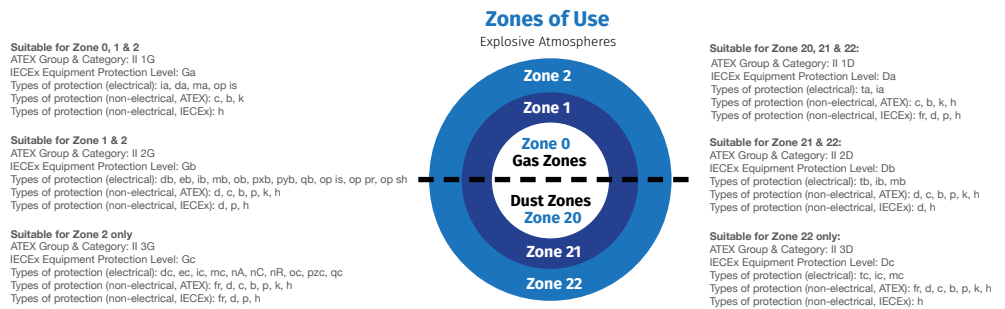 Zones of Use
Explosive Atmospheres
Suitable for Zone 0, 1 & 2
ATEX Group & Category: II 1G
IECEx Equipment Protection Level: Ga
Types of protection (electrical): ia, da, ma, op is
Types of protection (non-electrical, ATEX): c, b, k
Types of protection (non-electrical, IECEx): h
Suitable for Zone 1 & 2
ATEX Group & Category: II 2G
IECEx Equipment Protection Level: Gb
Types of protection (electrical): db, eb, ib, mb, ob, pxb, pyb, qb, op is, op pr, op sh
Types of protection (non-electrical, ATEX): d, c, b, p, k, h
Types of protection (non-electrical, IECEx): d, p, h
Suitable for Zone 2 only
ATEX Group & Category: II 3G
IECEx Equipment Protection Level: Gc
Types of protection (electrical): dc, ec, ic, mc, nA, nC, nR, oc, pzc, qc
Types of protection (non-electrical, ATEX): fr, d, c, b, p, k, h
Types of protection (non-electrical, IECEx): fr, d, p, h
Zone 2
Zone 1
Zone 0
Gas Zones
Dust Zones
Zone 20
Zone 21
Zone 22
Suitable for Zone 20, 21 & 22:
ATEX Group & Category: II 1D
IECEx Equipment Protection Level: Da
Types of protection (electrical): ta, ia
Types of protection (non-electrical, ATEX): c, b, k, h
Types of protection (non-electrical, IECEx): fr, d, p, h
Suitable for Zone 21 & 22:
ATEX Group & Category: II 2D
IECEx Equipment Protection Level: Db
Types of protection (electrical): tb, ib, mb
Types of protection (non-electrical, ATEX): d, c, b, p, k, h
Types of protection (non-electrical, IECEx): d, h
Suitable for Zone 22 only:
ATEX Group & Category: II 3D
IECEx Equipment Protection Level: Dc
Types of protection (electrical): tc, ic, mc
Types of protection (non-electrical, ATEX): fr, d, c, b, p, k, h
Types of protection (non-electrical, IECEx): h